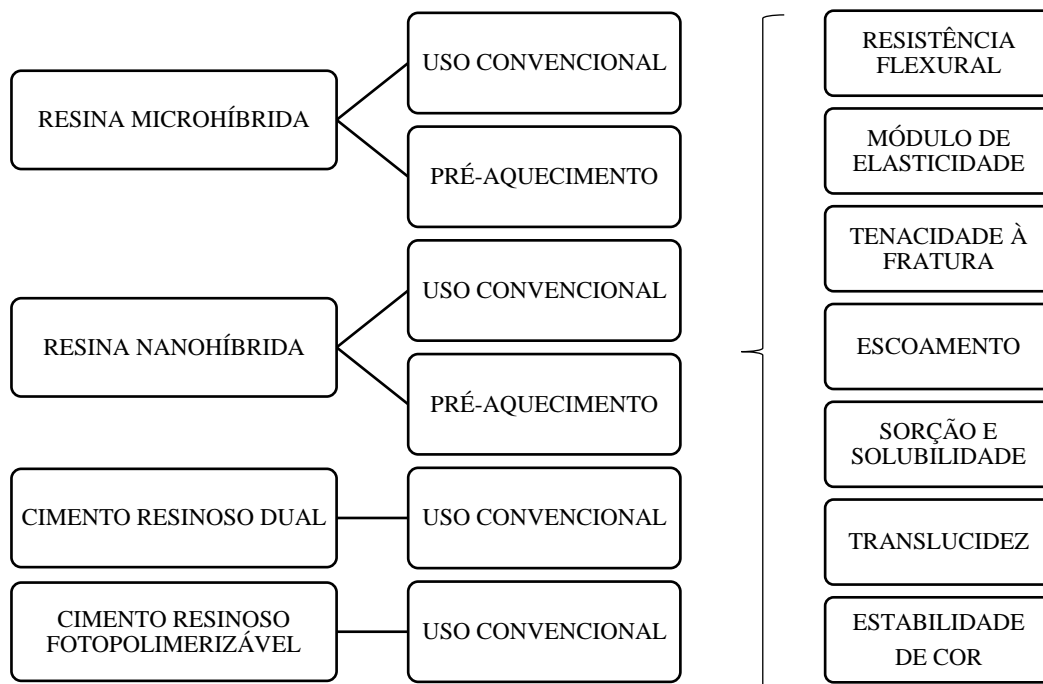 RESINA MICROHÍBRIDA
USO CONVENCIONAL
PRÉ-AQUECIMENTO
RESINA NANOHÍBRIDA
USO CONVENCIONAL
PRÉ-AQUECIMENTO
CIMENTO RESINOSO DUAL
USO CONVENCIONAL
CIMENTO RESINOSO
FOTOPOLIMERIZÁVEL
USO CONVENCIONAL
RESISTÊNCIA
FLEXURAL
MÓDULO DE
ELASTICIDADE
TENACIDADE À
FRATURA
ESCOAMENTO
SORÇÃO E
SOLUBILIDADE
TRANSLUCIDEZ
ESTABILIDADE
DE COR